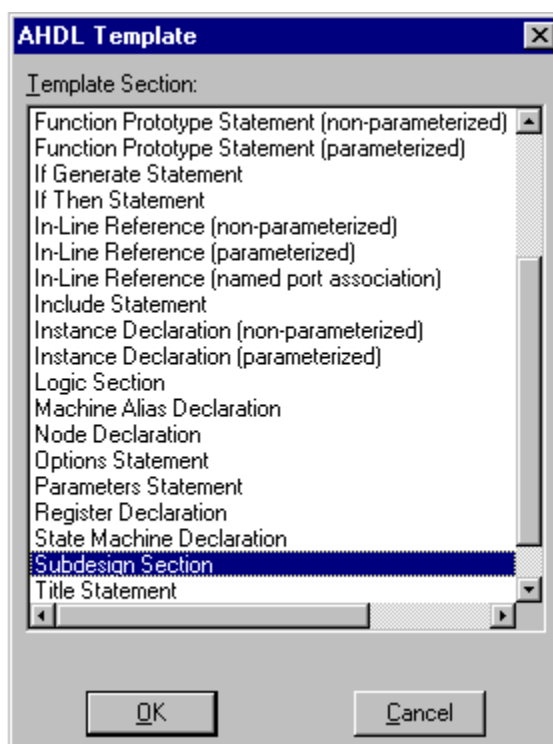 AHDL Template
Template Section:
Function Prototype Statement (non-parameterized)
Function Prototype Statement (parameterized)
If Generate Statement
If Then Statement
In-Line Reference (non-parameterized)
In-Line Reference (parameterized)
In-Line Reference (named port association)
Include Statement
Instance Declaration (non-parameterized)
Instance Declaration (parameterized)
Logic Section
Machine Alias Declaration
Node Declaration
Options Statement
Parameters Statement
Register Declaration
State Machine Declaration
Subdesign Section
Title Statement
OK Cancel